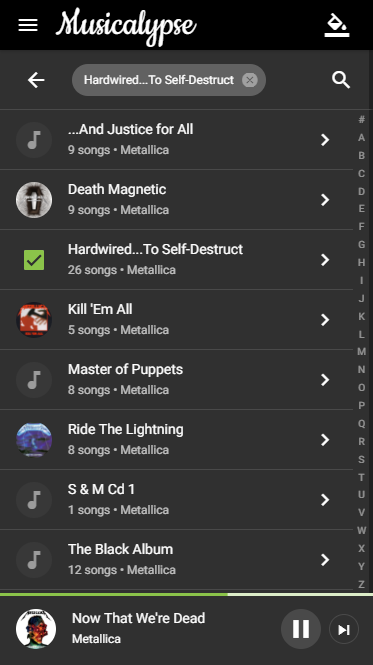 Musicalypse
Hardwired...To Self-Destruct
...And Justice for All
9 songs • Metallica
Death Magnetic
9 songs • Metallica
Hardwired...To Self-Destruct
26 songs • Metallica
Kill 'Em All
5 songs • Metallica
Master of Puppets
8 songs • Metallica
Ride The Lightning
8 songs • Metallica
S & M Cd 1
1 songs • Metallica
The Black Album
12 songs • Metallica
#
A
B
C
D
E
F
G
H
I
J
K
L
M
N
O
P
Q
R
S
T
U
V
W
X
Y
Z
Now That We're Dead
Metallica